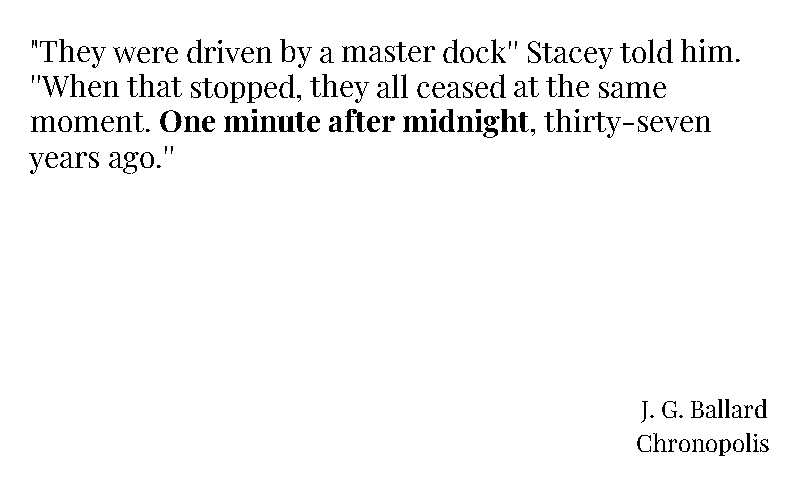 "They were driven by a master dock" Stacey told him.
"When that stopped, they all ceased at the same
moment. One minute after midnight, thirty-seven
years ago."
J. G. Ballard
Chronopolis